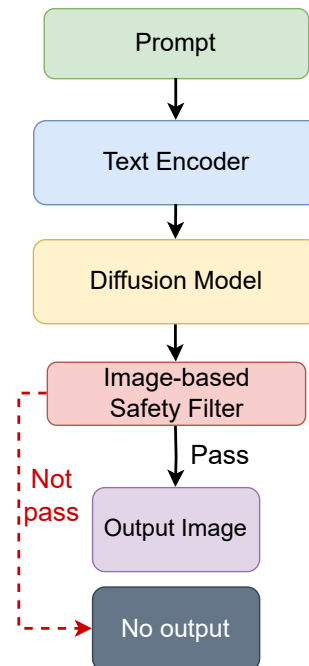 Prompt
Text Encoder
Diffusion Model
Image-based
Safety Filter
Pass
Not
pass
Output Image
No output